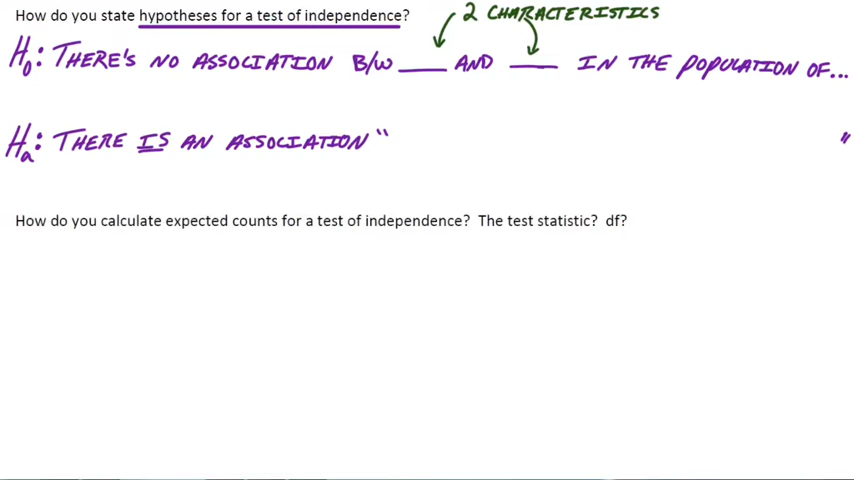 How do you state hypotheses for a test of independence?
2 CHARACTERISTICS
H₀: THERE'S NO ASSOCIATION B/W ____ AND ____ IN THE POPULATION OF...
Hₐ: THERE IS AN ASSOCIATION " "
How do you calculate expected counts for a test of independence? The test statistic? df?